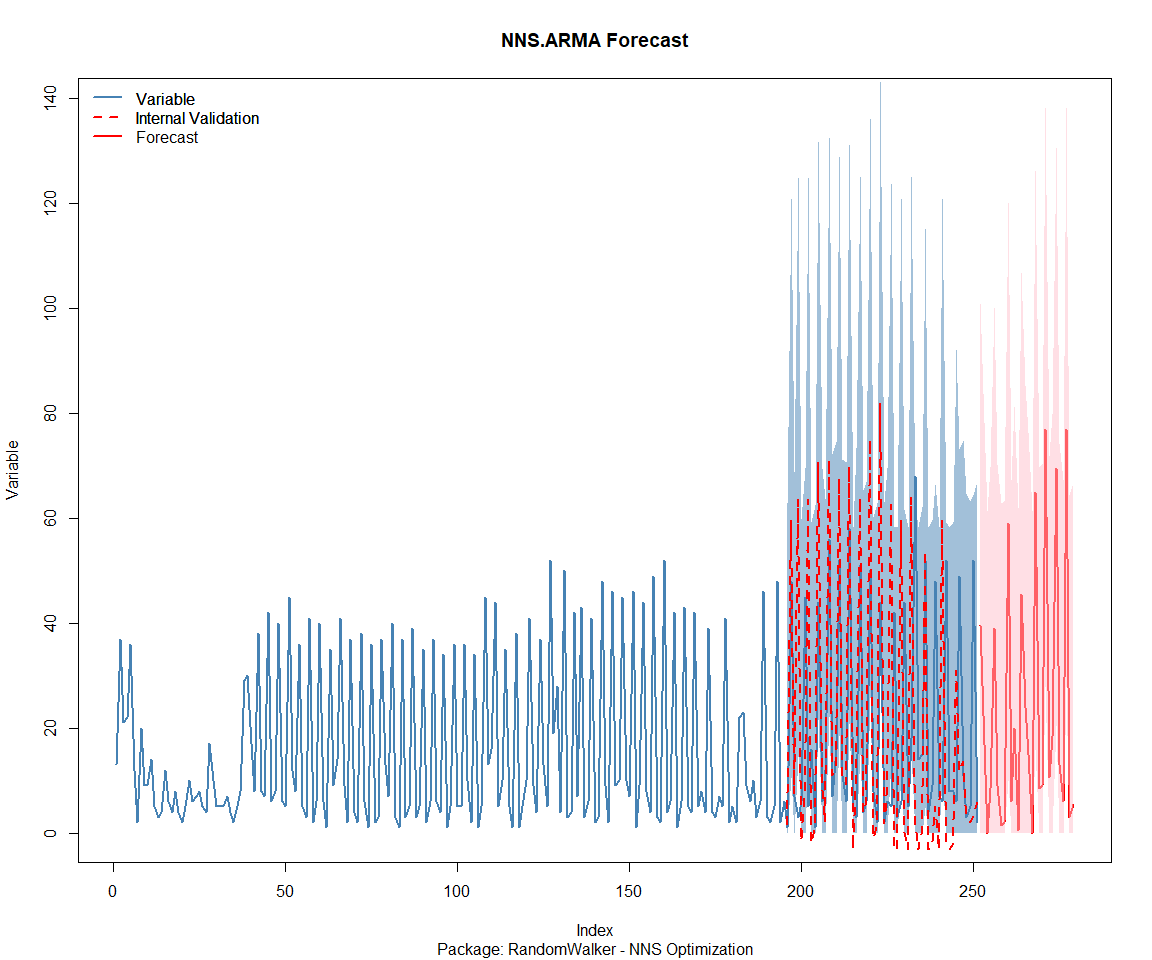 NNS.ARMA Forecast
Variable
Internal Validation
Forecast
Variable
140
120
100
80
60
40
20
0
0 50 100 150 200 250
Index
Package: RandomWalker - NNS Optimization